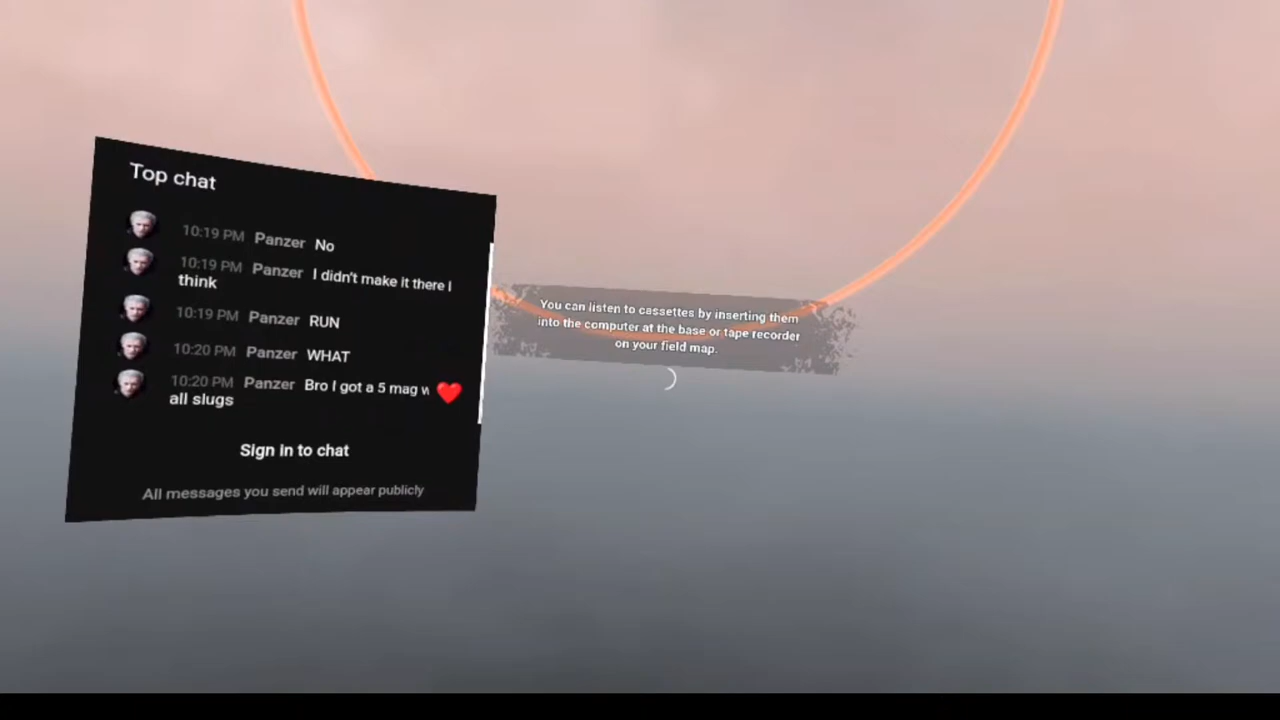 Top chat
10:19 PM Panzer No
10:19 PM Panzer I didn't make it there I
think
10:19 PM Panzer RUN
10:20 PM Panzer WHAT
10:20 PM Panzer Bro I got a 5 mag
all slugs
Sign in to chat
All messages you send will appear publicly
You can listen to cassettes by inserting them
into the computer at the base or tape recorder
on your field map.